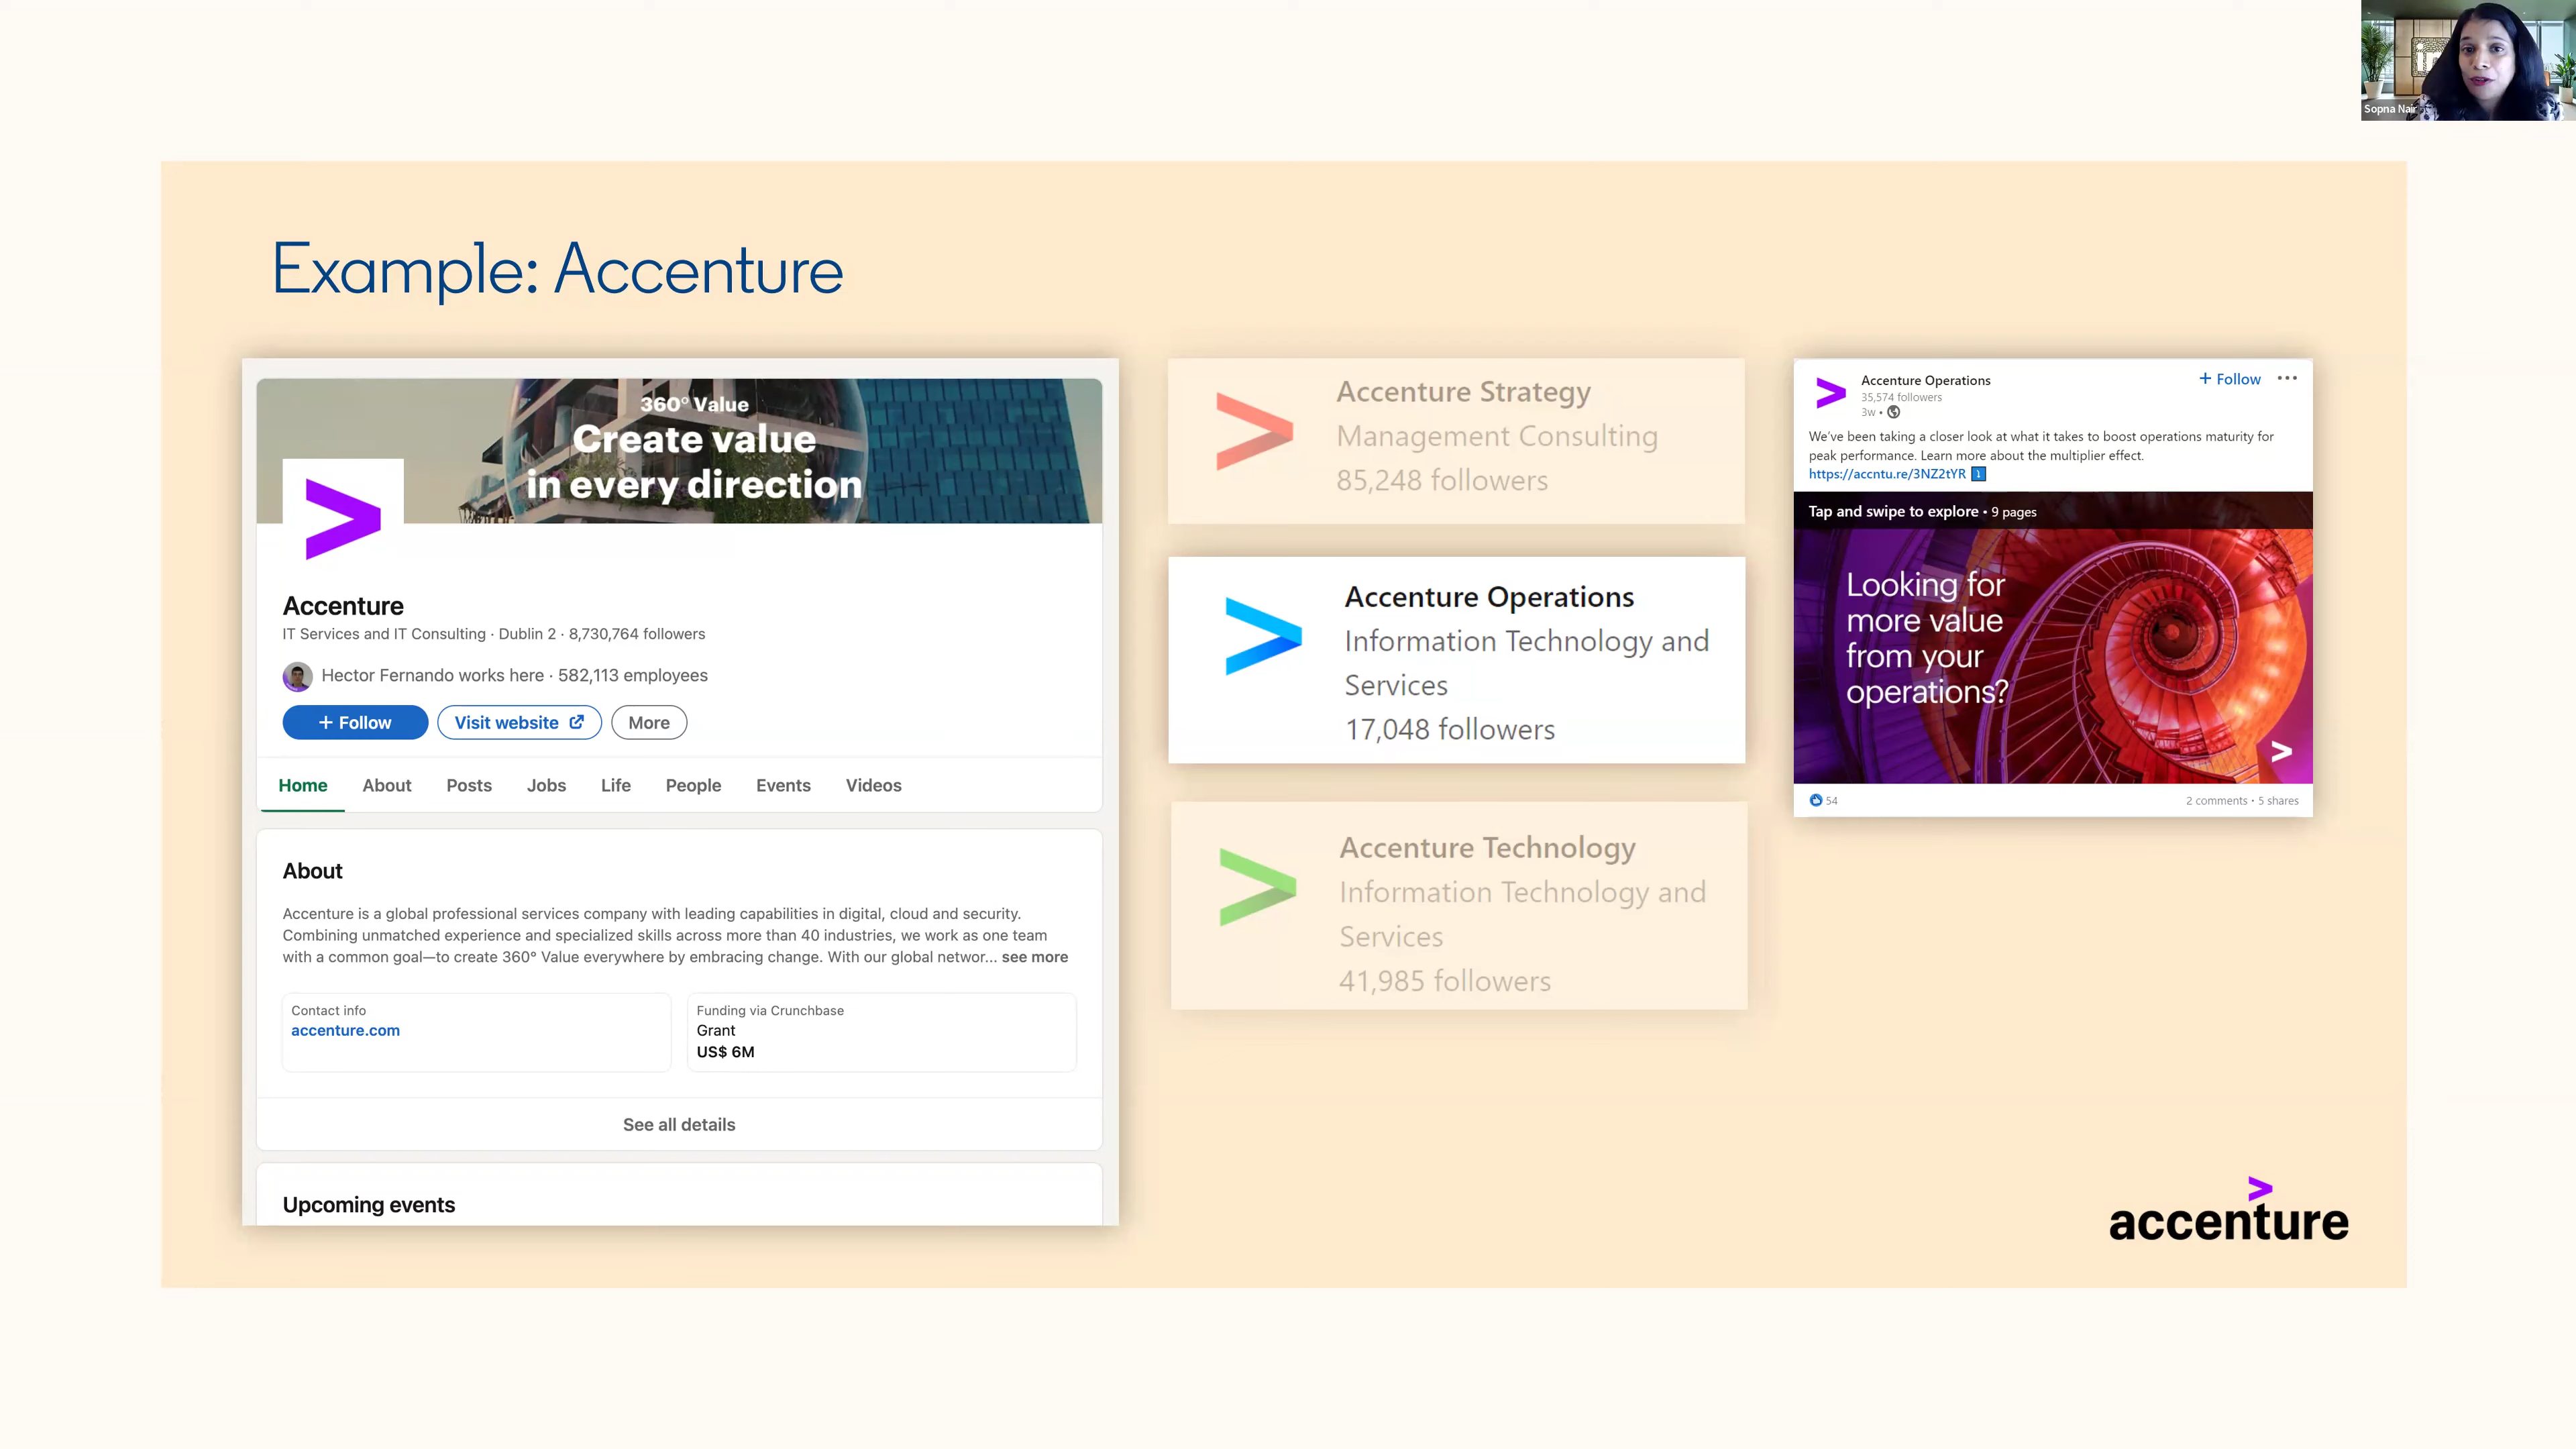 Sopna Nair
Example: Accenture
360° Value
Create value
in every direction
Accenture
IT Services and IT Consulting · Dublin 2 · 8,730,764 followers
Hector Fernando works here · 582,113 employees
+ Follow
Visit website
More
Home
About
Posts
Jobs
Life
People
Events
Videos
About
Accenture is a global professional services company with leading capabilities in digital, cloud and security.
Combining unmatched experience and specialized skills across more than 40 industries, we work as one team
with a common goal—to create 360° Value everywhere by embracing change. With our global networ... see more
Contact info
accenture.com
Funding via Crunchbase
Grant
US$ 6M
See all details
Upcoming events
Accenture Strategy
Management Consulting
85,248 followers
Accenture Operations
Information Technology and
Services
17,048 followers
Accenture Technology
Information Technology and
Services
41,985 followers
Accenture Operations
35,574 followers
3w •
+ Follow
We've been taking a closer look at what it takes to boost operations maturity for
peak performance. Learn more about the multiplier effect.
https://accntu.re/3NZ2tYR
Tap and swipe to explore • 9 pages
Looking for
more value
from your
operations?
54
2 comments • 5 shares
accenture